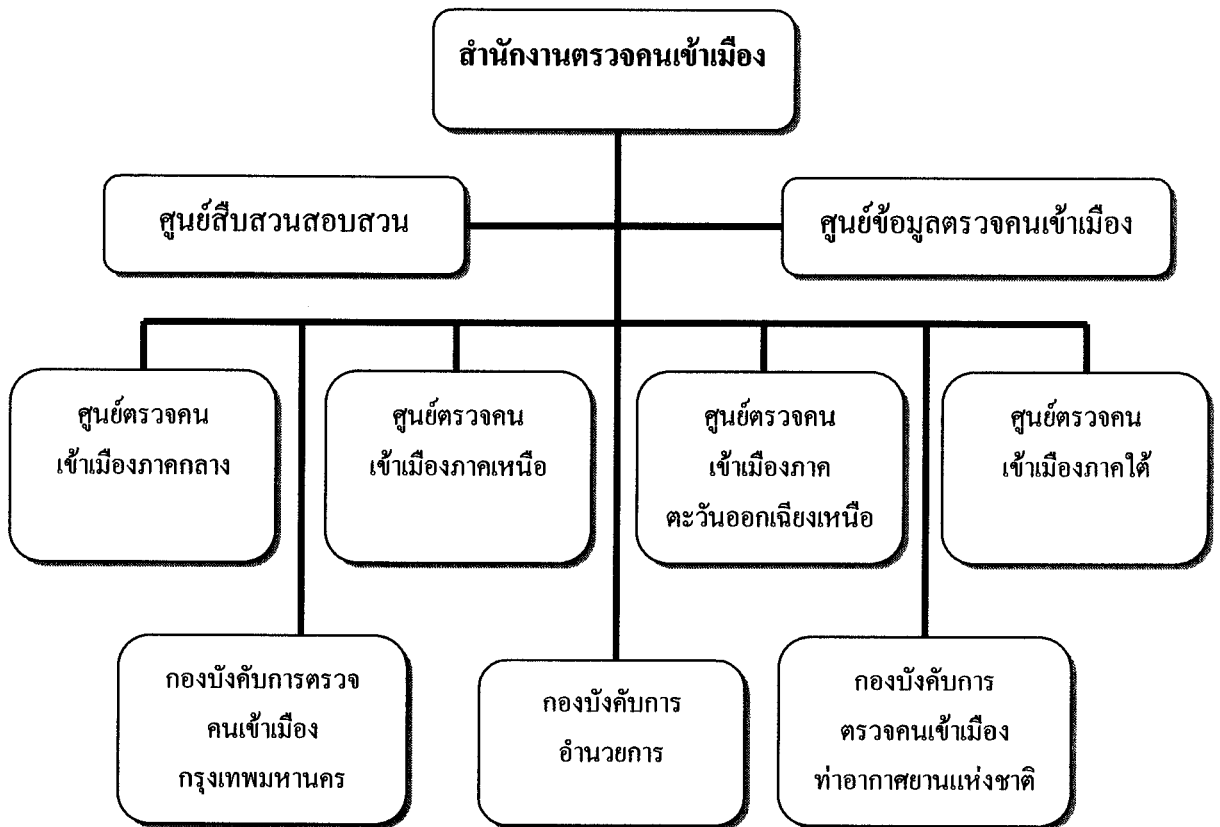 สำนักงานตรวจคนเข้าเมือง
ศูนย์สืบสวนสอบสวน
ศูนย์ข้อมูลตรวจคนเข้าเมือง
ศูนย์ตรวจคน
เข้าเมืองภาคกลาง
ศูนย์ตรวจคน
เข้าเมืองภาคเหนือ
ศูนย์ตรวจคน
เข้าเมืองภาค
ตะวันออกเฉียงเหนือ
ศูนย์ตรวจคน
เข้าเมืองภาคใต้
กองบังคับการตรวจ
คนเข้าเมือง
กรุงเทพมหานคร
กองบังคับการ
อำนวยการ
กองบังคับการ
ตรวจคนเข้าเมือง
ท่าอากาศยานแห่งชาติ